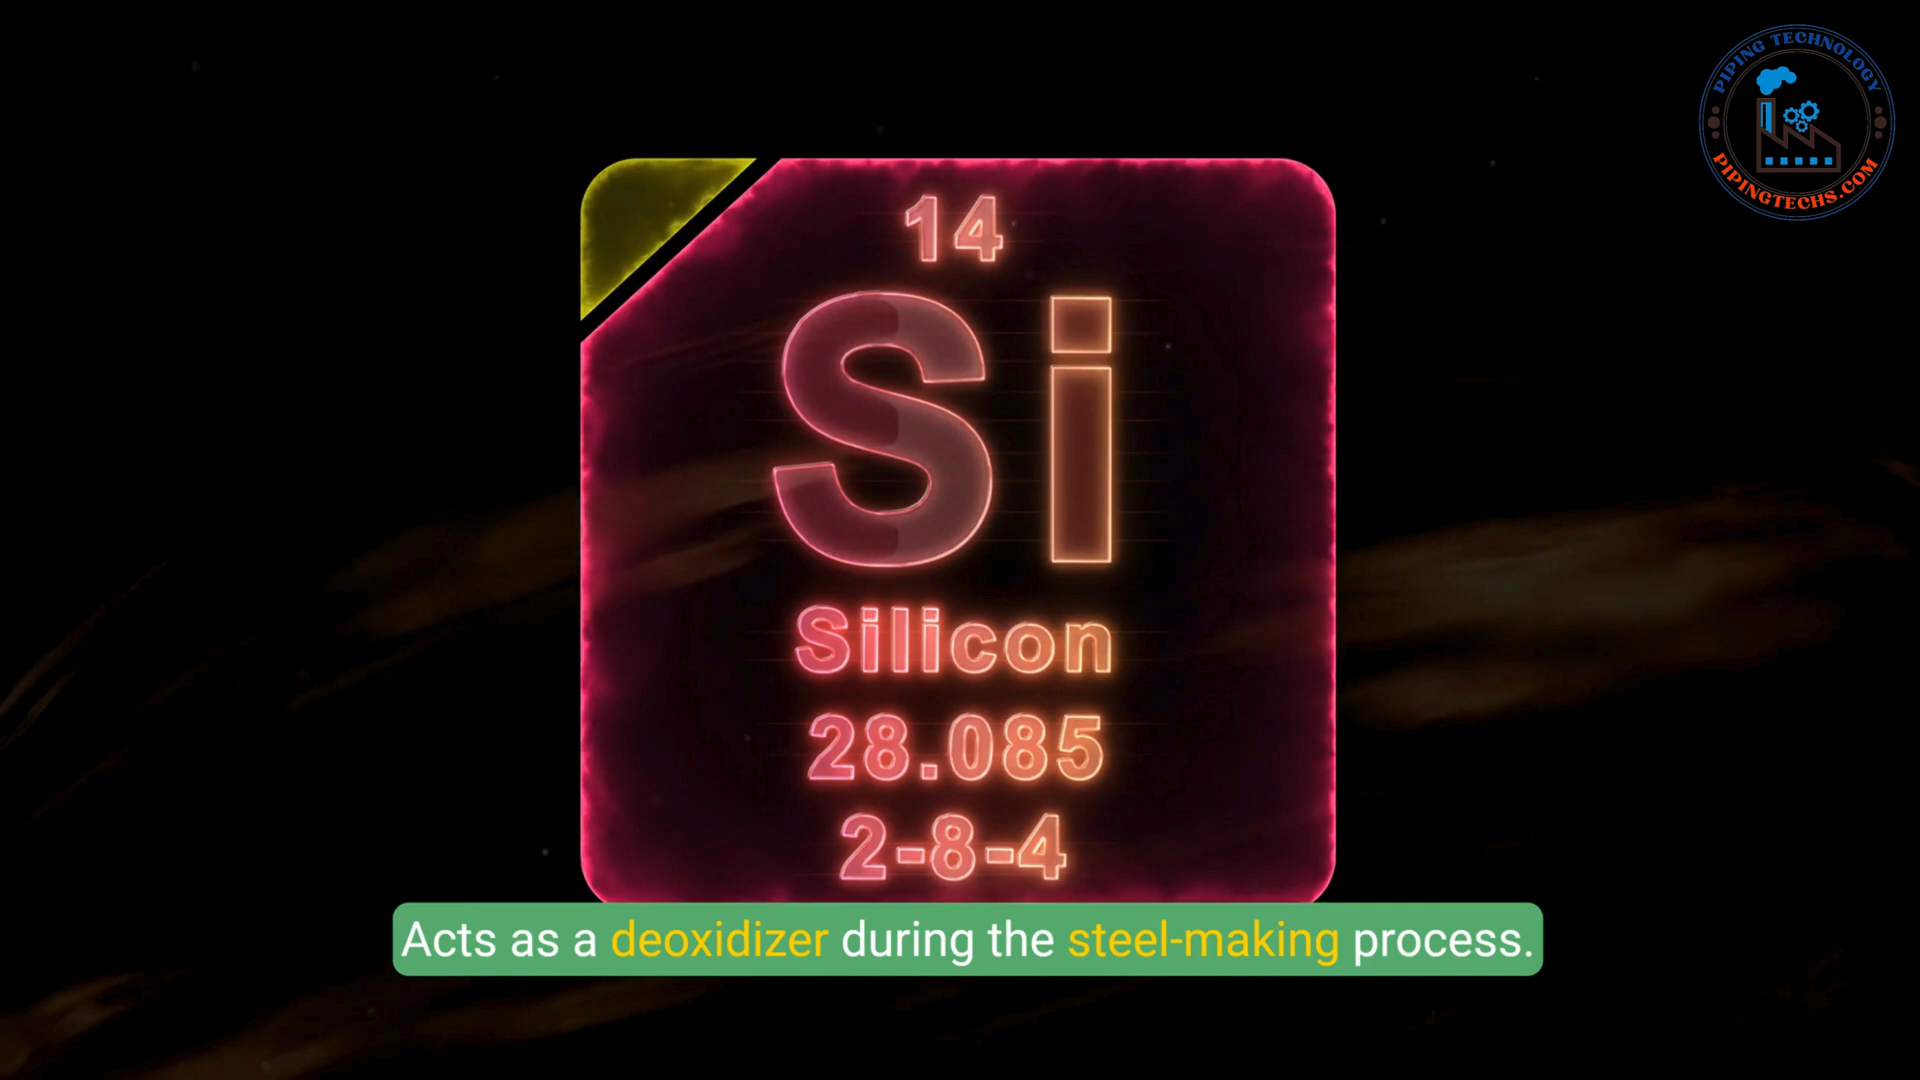 PIPING TECHNOLOGY
PIPINGTECHS.COM
14
Si
Silicon
28.085
2-8-4
Acts as a deoxidizer during the steel-making process.